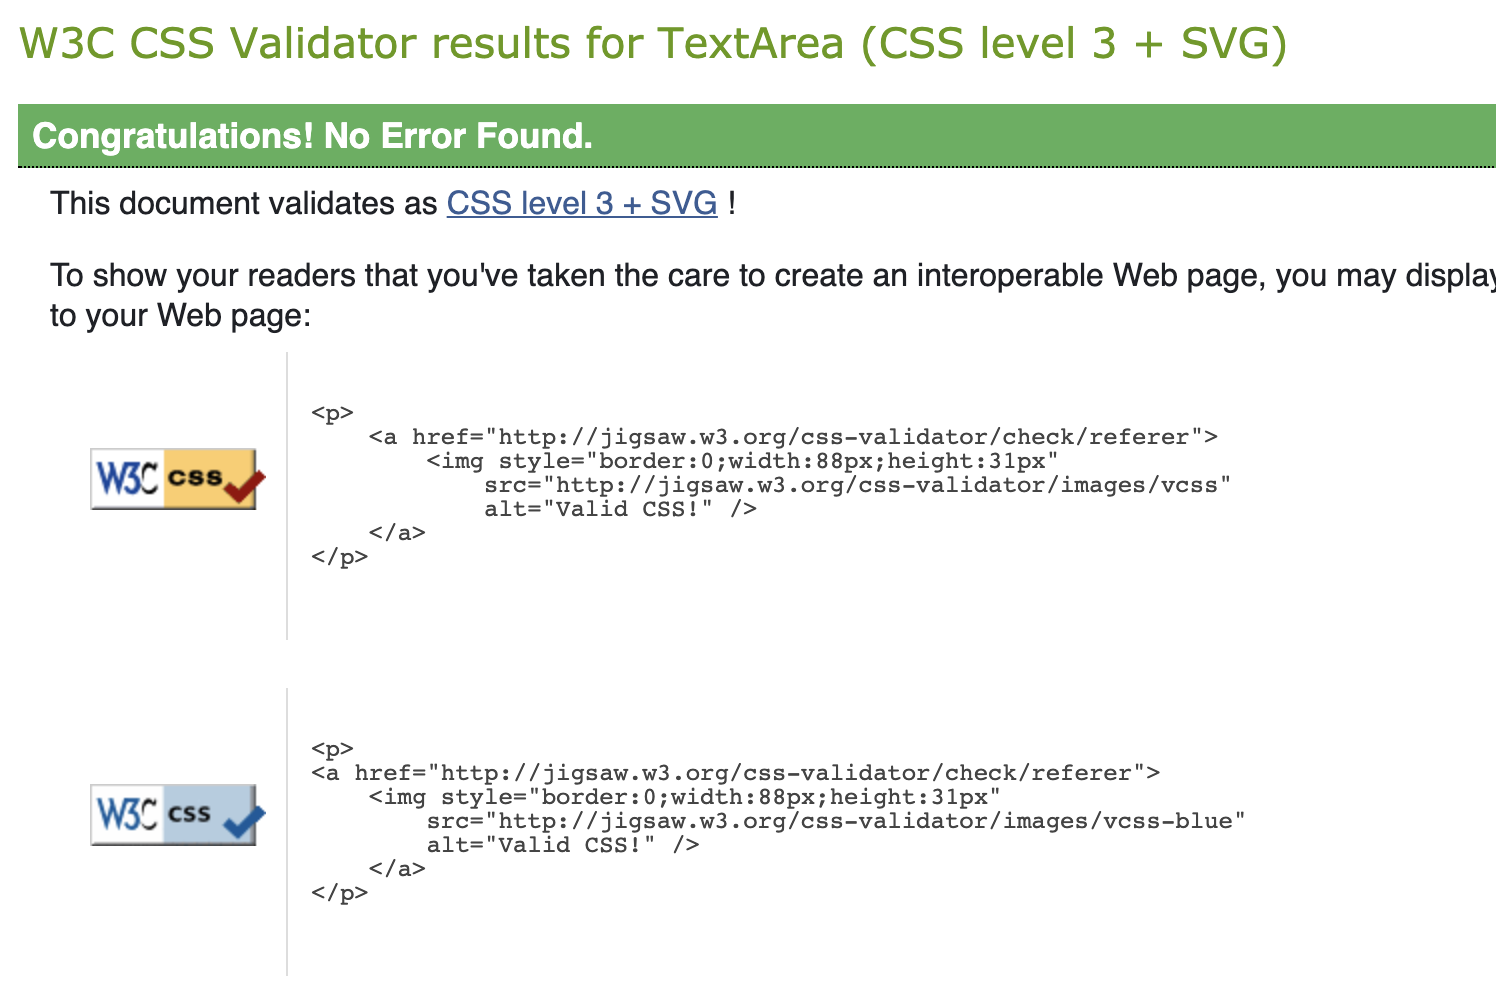 W3C CSS Validator results for TextArea (CSS level 3 + SVG)
Congratulations! No Error Found.
This document validates as CSS level 3 + SVG !
To show your readers that you've taken the care to create an interoperable Web page, you may display
to your Web page:
<p>
    <a href="http://jigsaw.w3.org/css-validator/check/referer">
        <img style="border:0;width:88px;height:31px"
            src="http://jigsaw.w3.org/css-validator/images/vcss"
            alt="Valid CSS!" />
    </a>
</p>
W3C css
<p>
<a href="http://jigsaw.w3.org/css-validator/check/referer">
    <img style="border:0;width:88px;height:31px"
        src="http://jigsaw.w3.org/css-validator/images/vcss-blue"
        alt="Valid CSS!" />
    </a>
</p>
W3C css